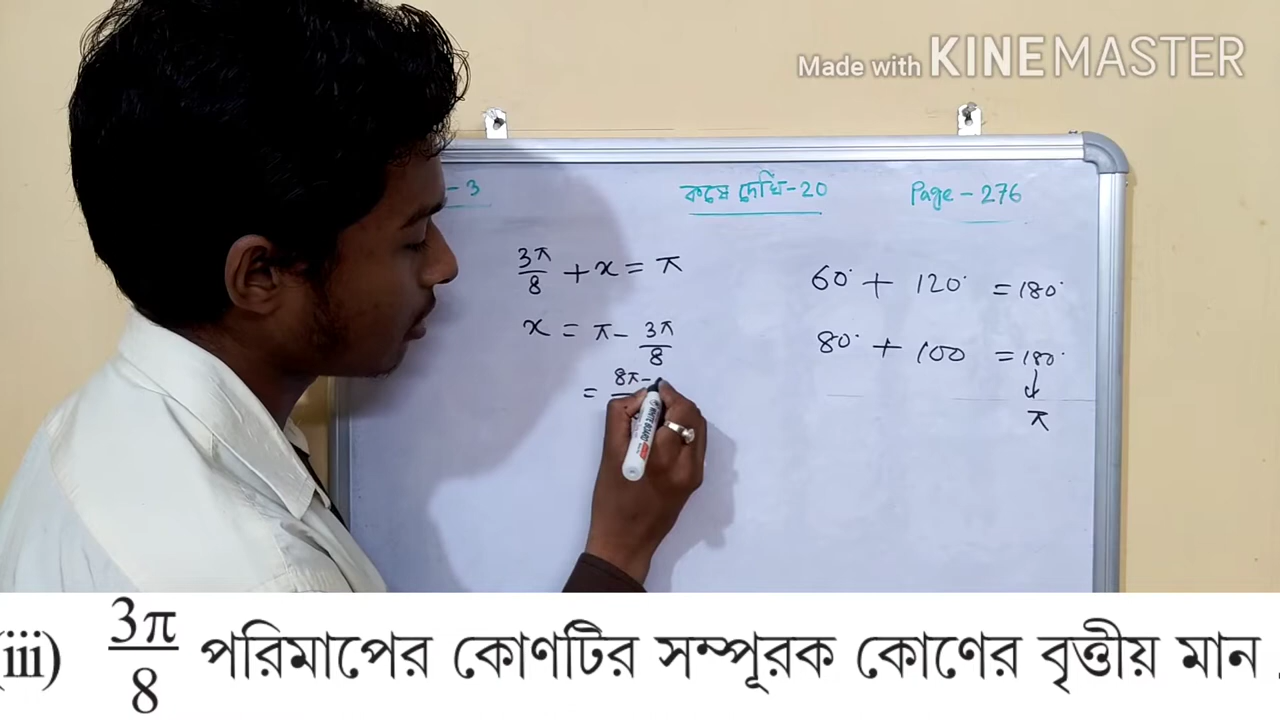 Made with KINEMASTER
- 3 কষে দেখি-20 Page - 276
3π/8 + x = π
x = π - 3π/8
= 8π -
60° + 120° = 180°
80° + 100 = 180°
↓
π
(iii) 3π/8 পরিমাপের কোণটির সম্পূরক কোণের বৃত্তীয় মান